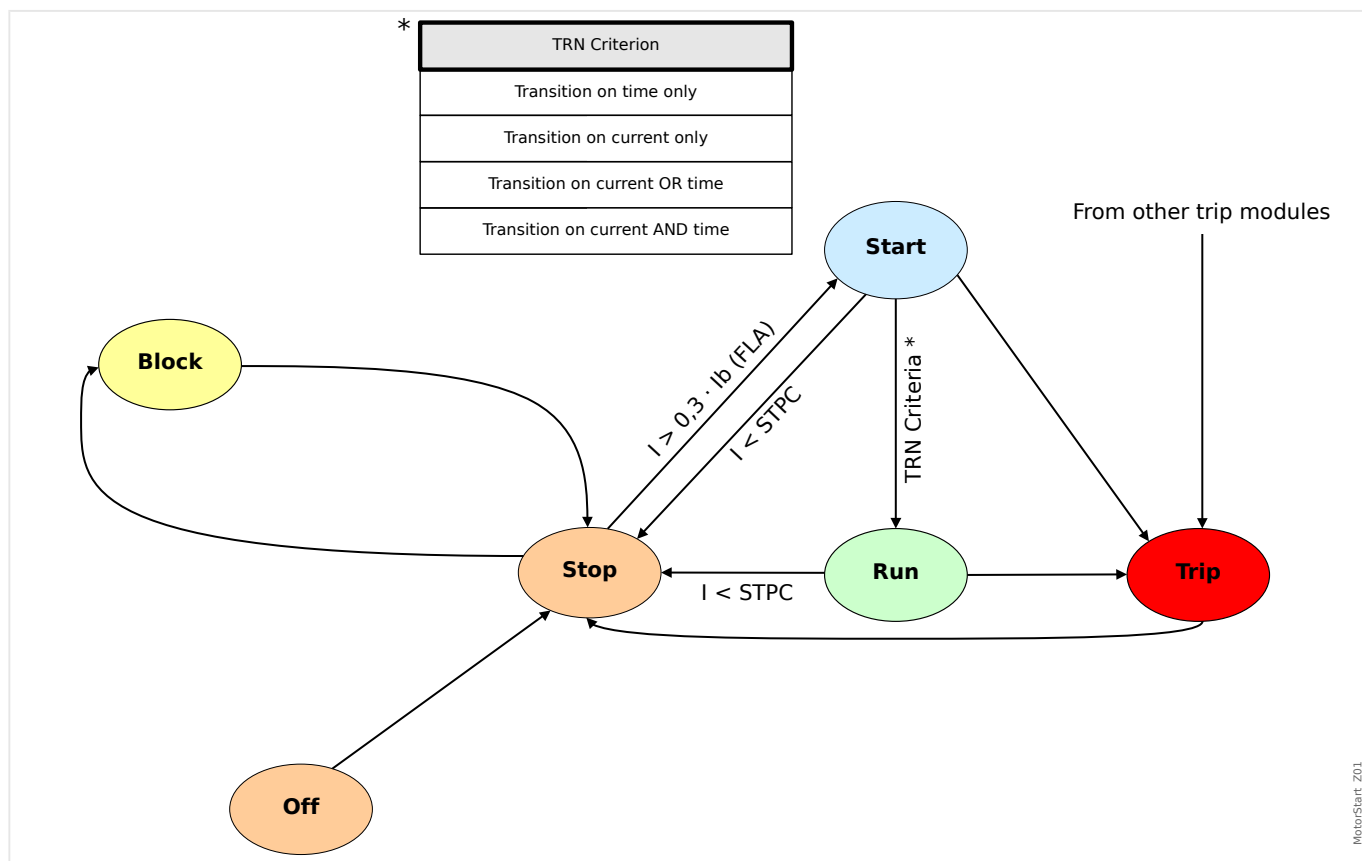 *
TRN Criterion
Transition on time only
Transition on current only
Transition on current OR time
Transition on current AND time
From other trip modules
Start
Block
I > 0,3 · Ib (FLA)
I < STPC
TRN Criteria *
Stop
I < STPC
Run
Trip
Off
MotorStart_Z01